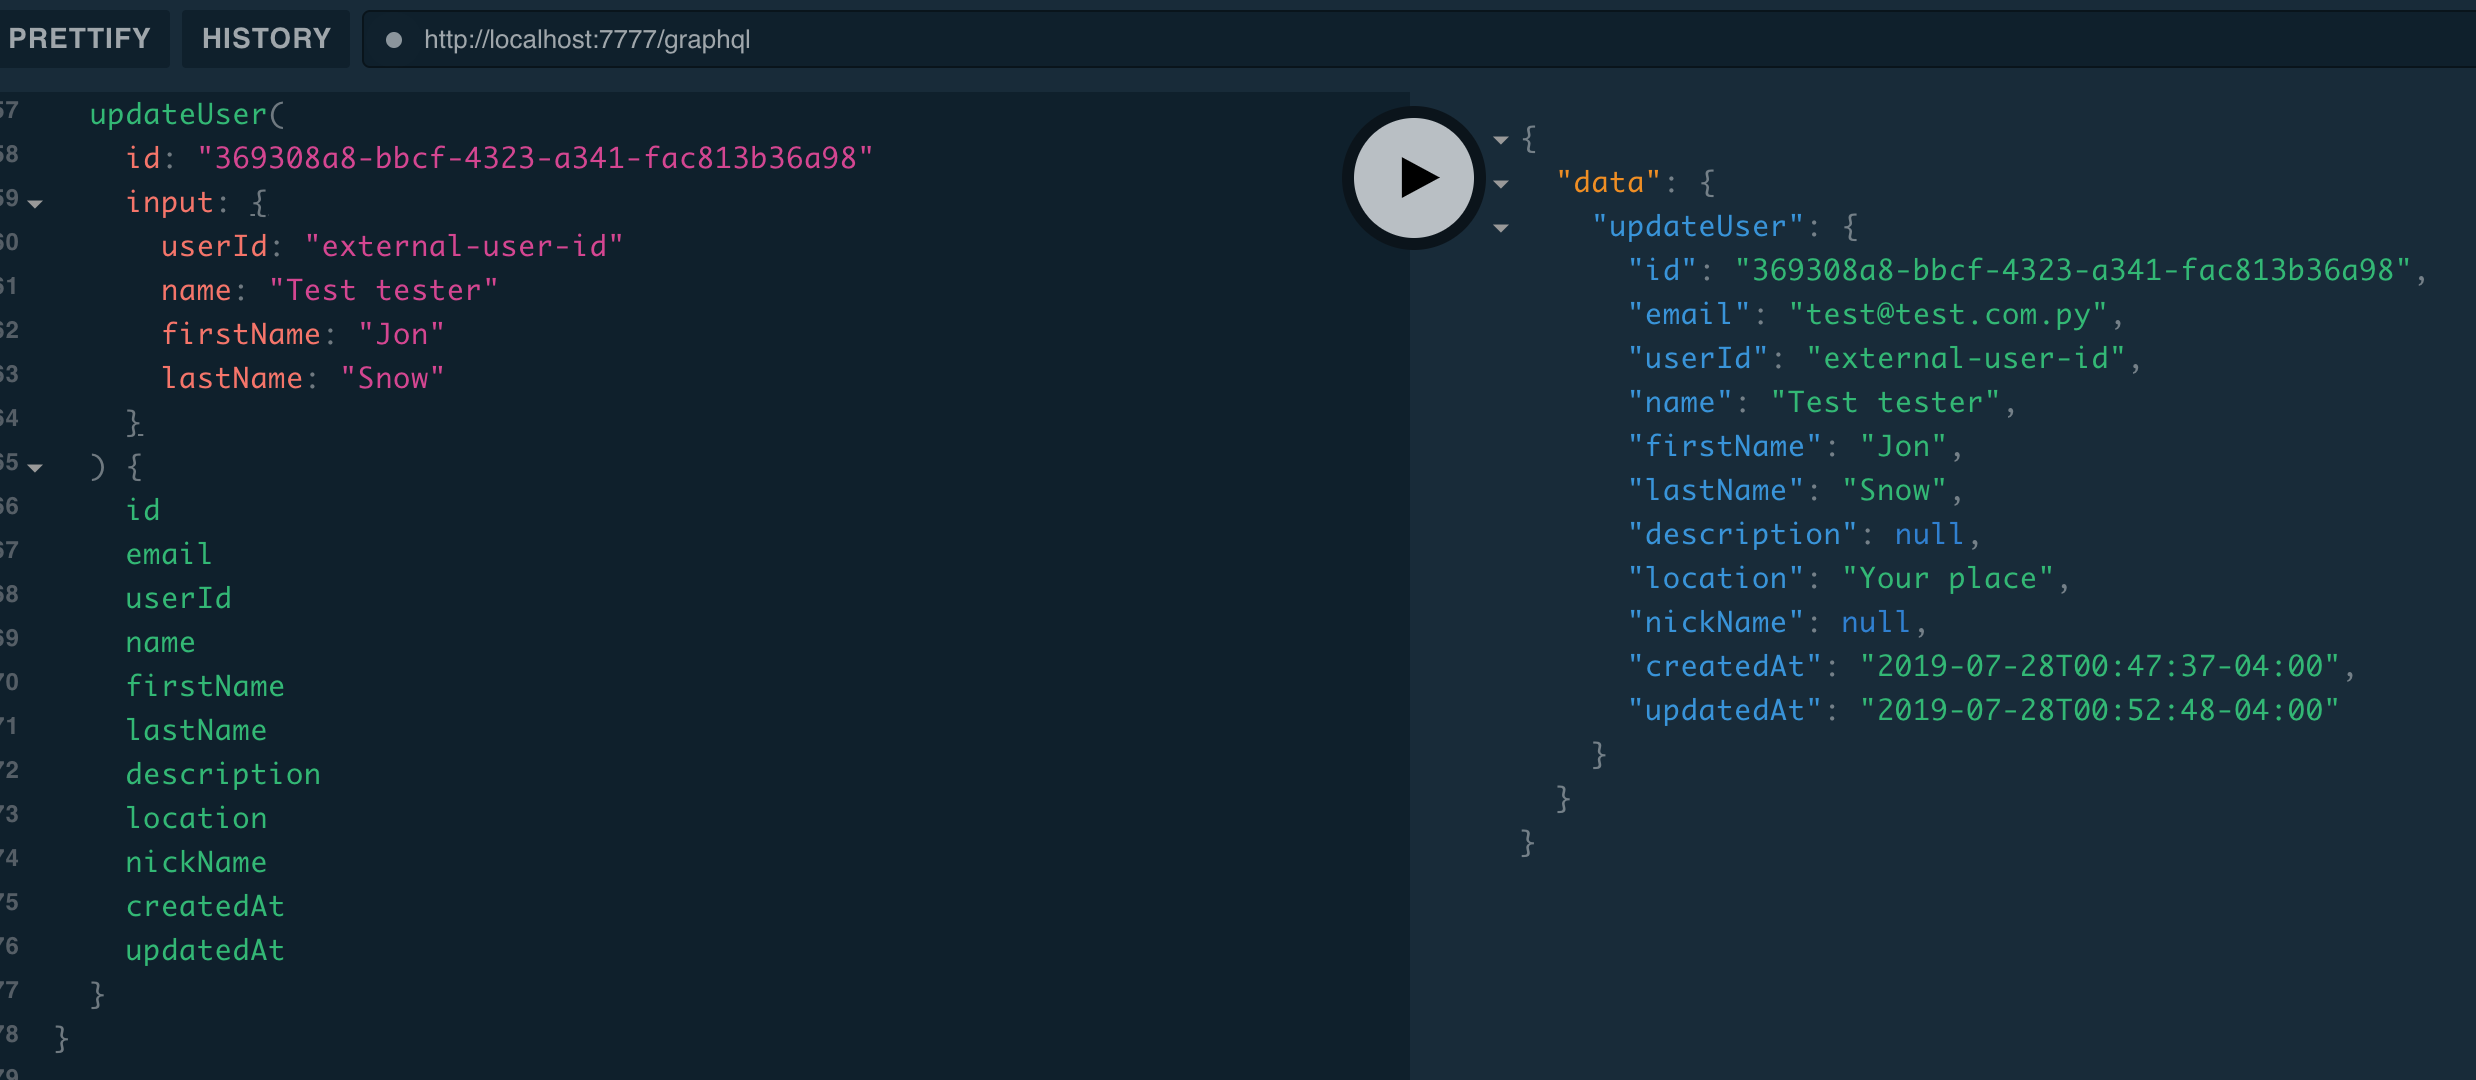 PRETTIFY HISTORY http://localhost:7777/graphql
57 updateUser(
58 id: "369308a8-bbcf-4323-a341-fac813b36a98"
59 input: {
60 userId: "external-user-id"
61 name: "Test tester"
62 firstName: "Jon"
63 lastName: "Snow"
64 }
65 ) {
66 id
67 email
68 userId
69 name
70 firstName
71 lastName
72 description
73 location
74 nickName
75 createdAt
76 updatedAt
77 }
78 }
79
{
"data": {
"updateUser": {
"id": "369308a8-bbcf-4323-a341-fac813b36a98",
"email": "test@test.com.py",
"userId": "external-user-id",
"name": "Test tester",
"firstName": "Jon",
"lastName": "Snow",
"description": null,
"location": "Your place",
"nickName": null,
"createdAt": "2019-07-28T00:47:37-04:00",
"updatedAt": "2019-07-28T00:52:48-04:00"
}
}
}